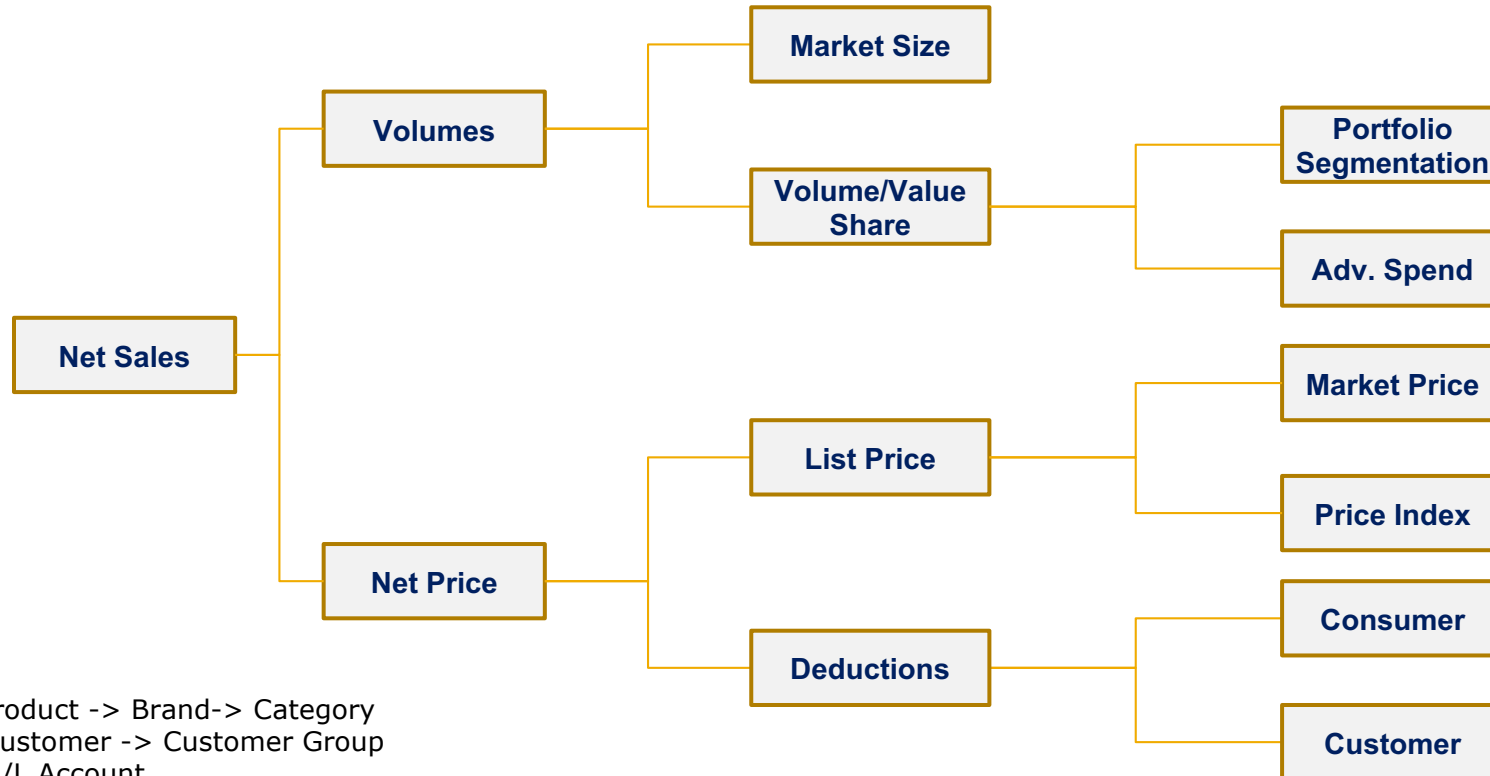 Market Size
Volumes
Portfolio
Segmentation
Volume/Value
Share
Adv. Spend
Net Sales
Market Price
List Price
Price Index
Net Price
Consumer
Deductions
roduct -> Brand-> Category
ustomer -> Customer Group
/L Account
Customer